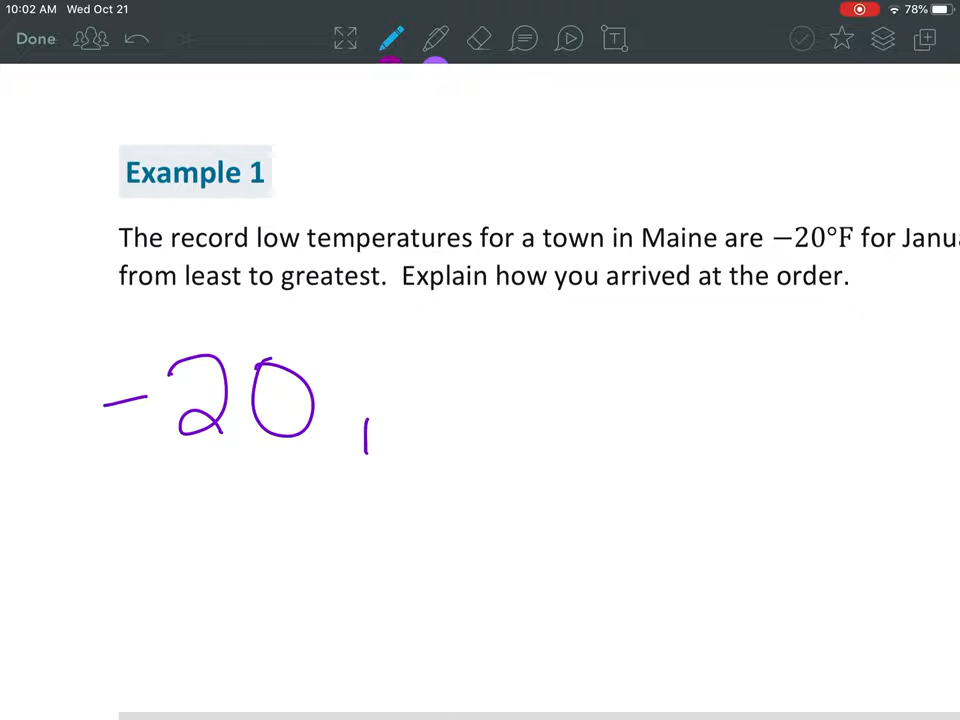 10:02 AM Wed Oct 21 78%
Done T
Example 1
The record low temperatures for a town in Maine are −20°F for Janua
from least to greatest. Explain how you arrived at the order.
-20,